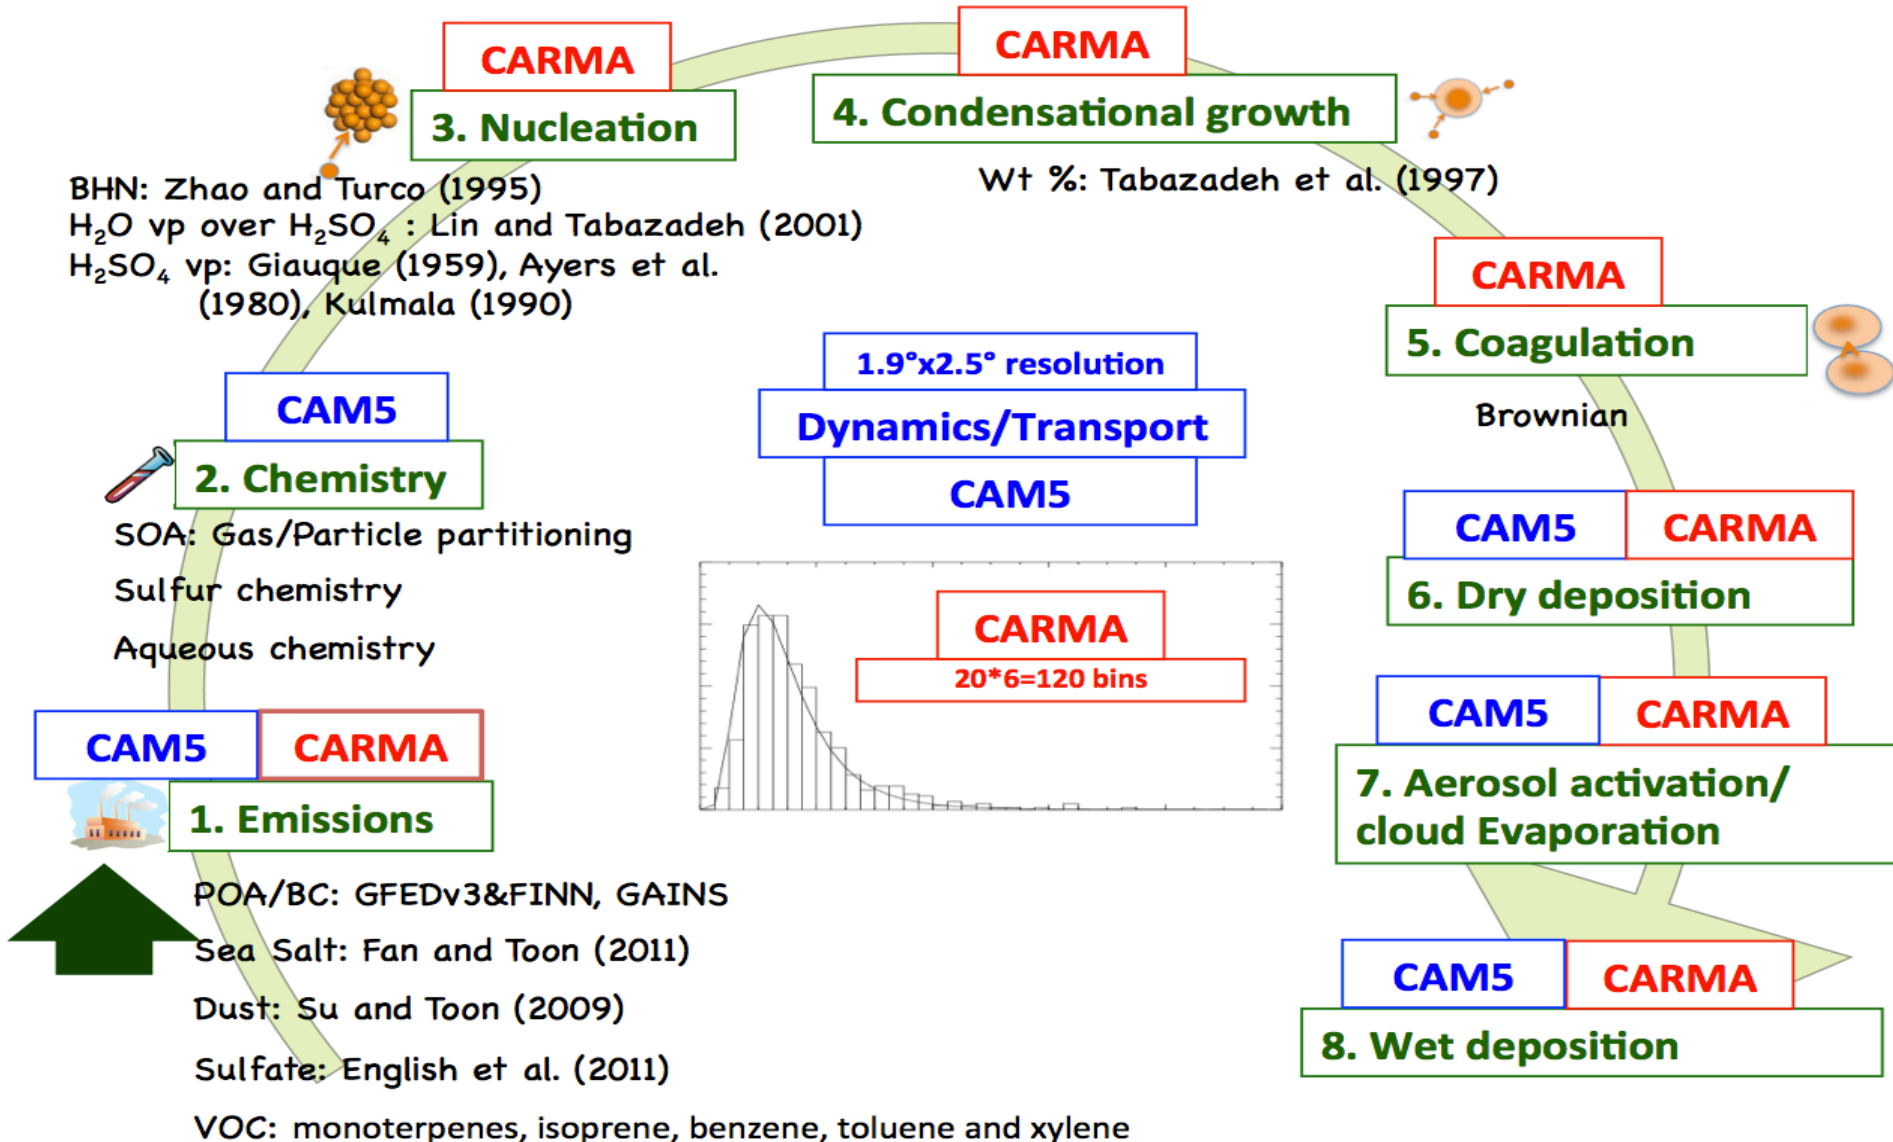 CARMA
3. Nucleation
BHN: Zhao and Turco (1995)
H₂O vp over H₂SO₄ : Lin and Tabazadeh (2001)
H₂SO₄ vp: Giauque (1959), Ayers et al.
(1980), Kulmala (1990)
CARMA
4. Condensational growth
Wt %: Tabazadeh et al. (1997)
CARMA
5. Coagulation
Brownian
CAM5
2. Chemistry
SOA: Gas/Particle partitioning
Sulfur chemistry
Aqueous chemistry
1.9°x2.5° resolution
Dynamics/Transport
CAM5
CARMA
20*6=120 bins
CAM5 CARMA
6. Dry deposition
CAM5 CARMA
7. Aerosol activation/
cloud Evaporation
CAM5 CARMA
8. Wet deposition
CAM5 CARMA
1. Emissions
POA/BC: GFEDv3&FINN, GAINS
Sea Salt: Fan and Toon (2011)
Dust: Su and Toon (2009)
Sulfate: English et al. (2011)
VOC: monoterpenes, isoprene, benzene, toluene and xylene